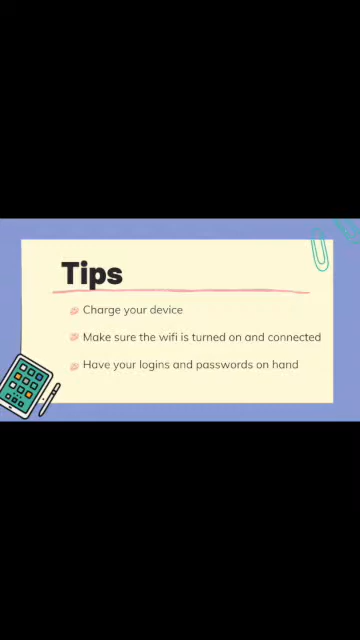 Tips
Charge your device
Make sure the wifi is turned on and connected
Have your logins and passwords on hand